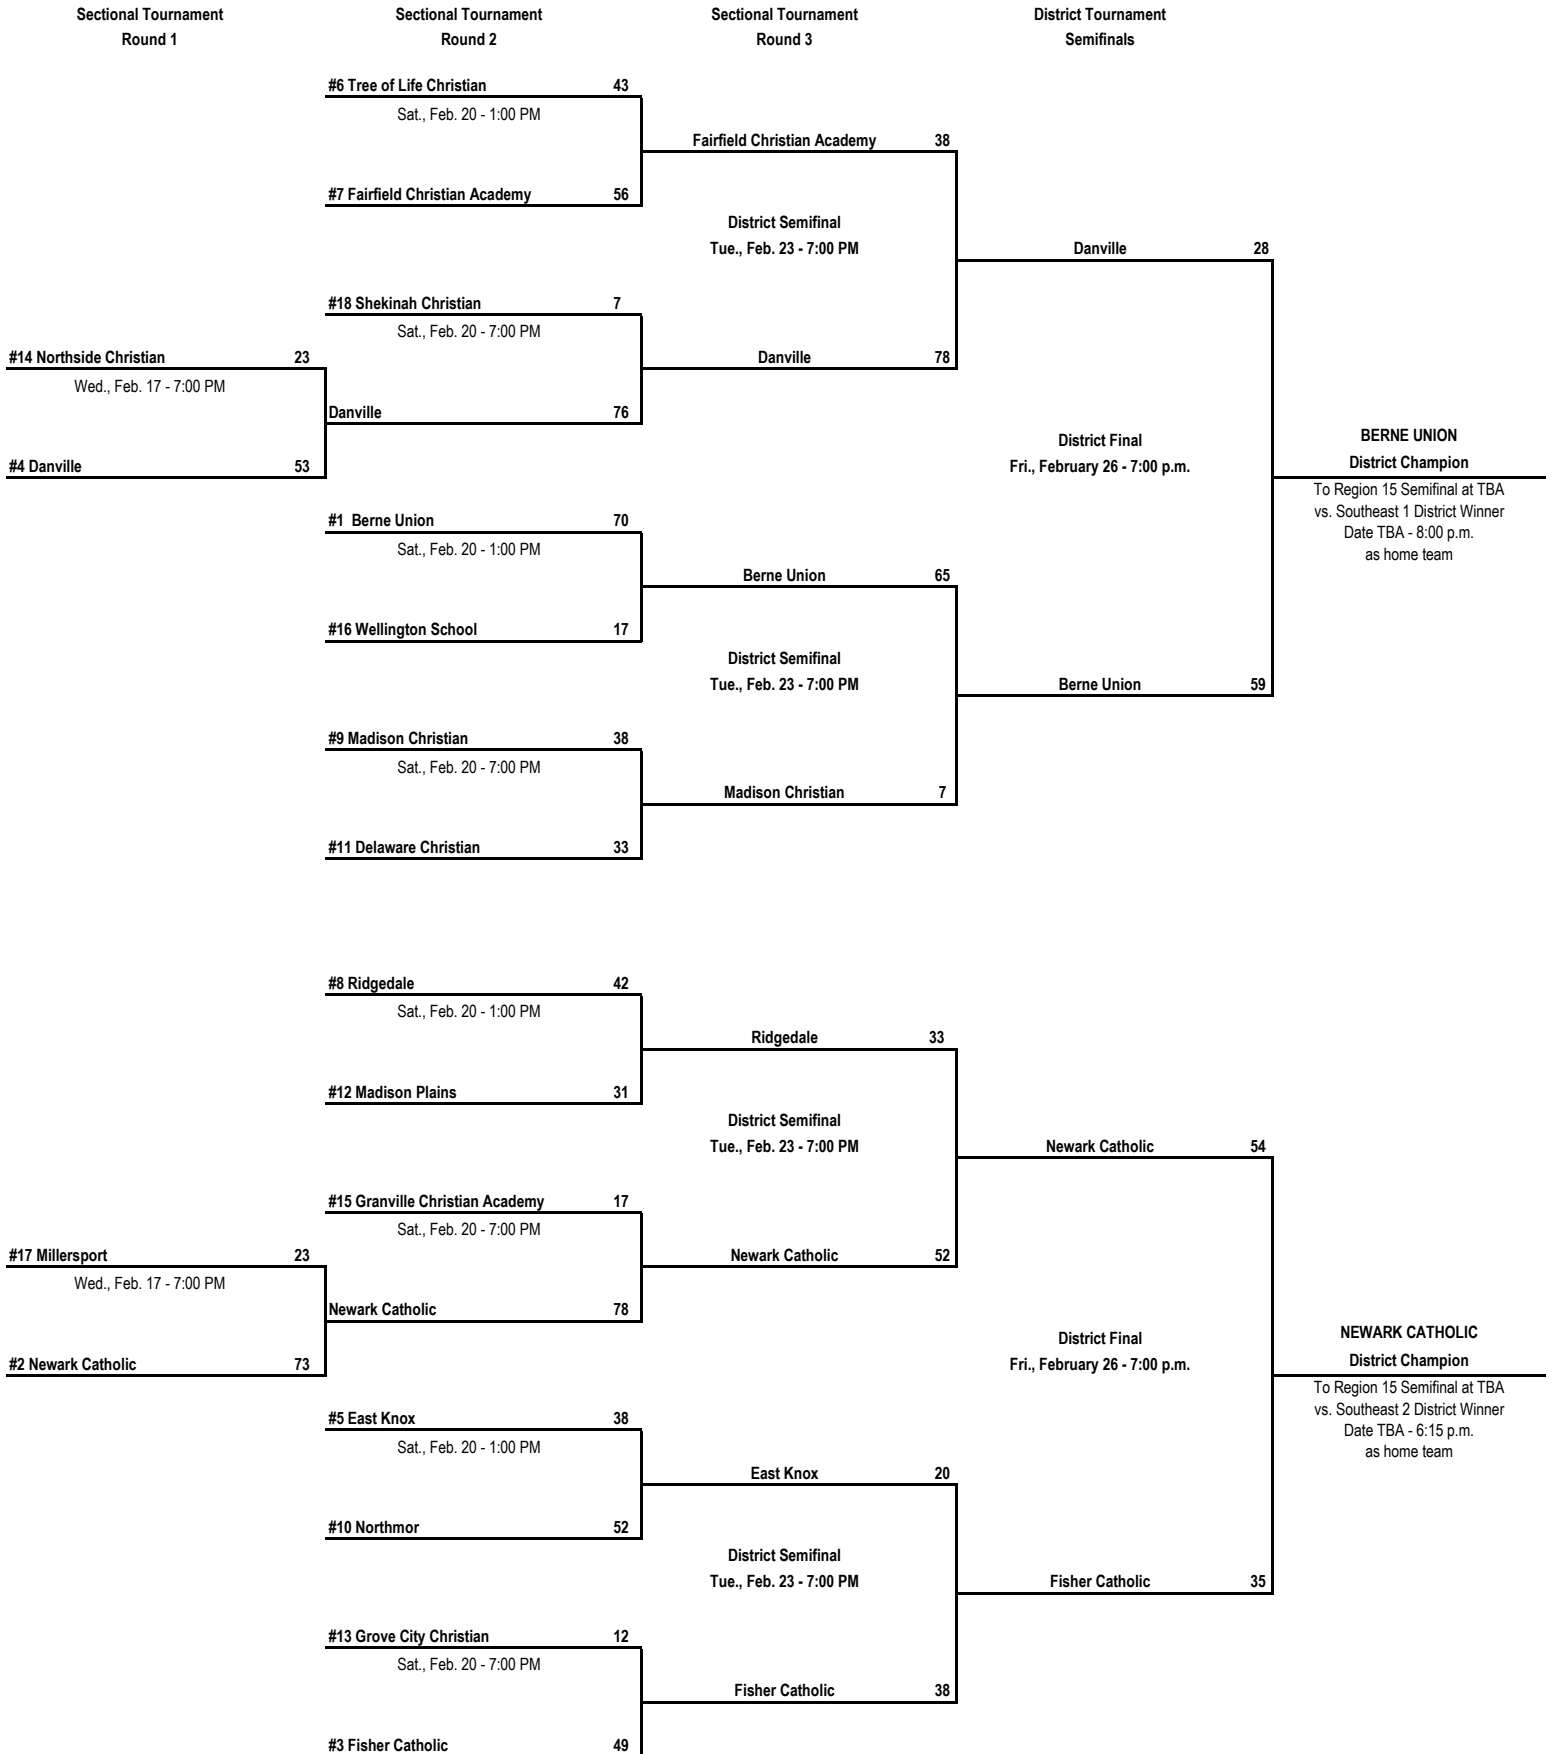 Sectional Tournament Sectional Tournament Sectional Tournament District Tournament
Round 1 Round 2 Round 3 Semifinals
#6 Tree of Life Christian 43
Sat., Feb. 20 - 1:00 PM
Fairfield Christian Academy 38
#7 Fairfield Christian Academy 56
District Semifinal
Tue., Feb. 23 - 7:00 PM Danville 28
#18 Shekinah Christian 7
Sat., Feb. 20 - 7:00 PM
#14 Northside Christian 23 Danville 78
Wed., Feb. 17 - 7:00 PM
Danville 76
District Final BERNE UNION
#4 Danville 53 Fri., February 26 - 7:00 p.m. District Champion
To Region 15 Semifinal at TBA
vs. Southeast 1 District Winner
#1 Berne Union 70 Date TBA - 8:00 p.m.
Sat., Feb. 20 - 1:00 PM as home team
Berne Union 65
#16 Wellington School 17
District Semifinal
Tue., Feb. 23 - 7:00 PM Berne Union 59
#9 Madison Christian 38
Sat., Feb. 20 - 7:00 PM
Madison Christian 7
#11 Delaware Christian 33
#8 Ridgedale 42
Sat., Feb. 20 - 1:00 PM
Ridgedale 33
#12 Madison Plains 31
District Semifinal
Tue., Feb. 23 - 7:00 PM Newark Catholic 54
#15 Granville Christian Academy 17
Sat., Feb. 20 - 7:00 PM
#17 Millersport 23 Newark Catholic 52
Wed., Feb. 17 - 7:00 PM
Newark Catholic 78
District Final NEWARK CATHOLIC
#2 Newark Catholic 73 Fri., February 26 - 7:00 p.m. District Champion
To Region 15 Semifinal at TBA
vs. Southeast 2 District Winner
#5 East Knox 38 Date TBA - 6:15 p.m.
Sat., Feb. 20 - 1:00 PM as home team
East Knox 20
#10 Northmor 52
District Semifinal
Tue., Feb. 23 - 7:00 PM Fisher Catholic 35
#13 Grove City Christian 12
Sat., Feb. 20 - 7:00 PM
Fisher Catholic 38
#3 Fisher Catholic 49